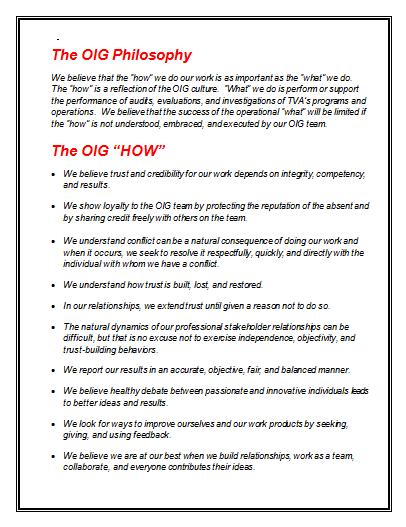 The OIG Philosophy
We believe that the "how" we do our work is as important as the "what" we do.
The "how" is a reflection of the OIG culture. "What" we do is perform or support
the performance of audits, evaluations, and investigations of TVA's programs and
operations. We believe that the success of the operational "what" will be limited if
the "how" is not understood, embraced, and executed by our OIG team.
The OIG "HOW"
• We believe trust and credibility for our work depends on integrity, competency,
and results.
• We show loyalty to the OIG team by protecting the reputation of the absent and
by sharing credit freely with others on the team.
• We understand conflict can be a natural consequence of doing our work and
when it occurs, we seek to resolve it respectfully, quickly, and directly with the
individual with whom we have a conflict.
• We understand how trust is built, lost, and restored.
• In our relationships, we extend trust until given a reason not to do so.
• The natural dynamics of our professional stakeholder relationships can be
difficult, but that is no excuse not to exercise independence, objectivity, and
trust-building behaviors.
• We report our results in an accurate, objective, fair, and balanced manner.
• We believe healthy debate between passionate and innovative individuals leads
to better ideas and results.
• We look for ways to improve ourselves and our work products by seeking,
giving, and using feedback.
• We believe we are at our best when we build relationships, work as a team,
collaborate, and everyone contributes their ideas.